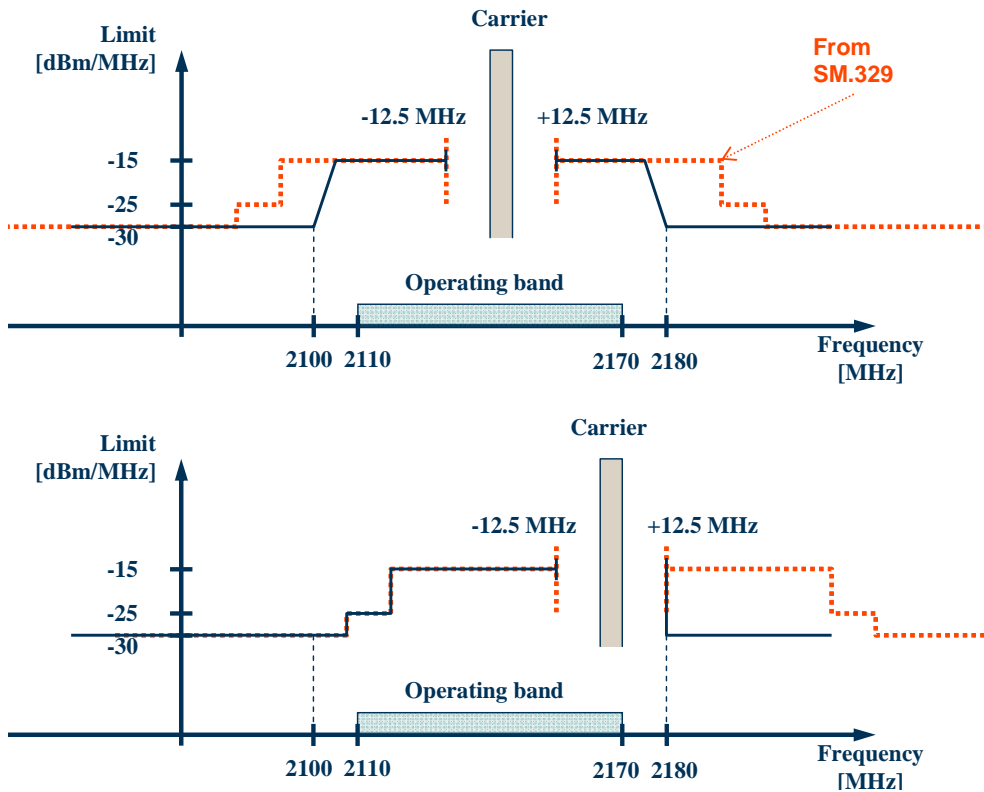 Carrier
Limit
[dBm/MHz]
From
SM.329
-12.5 MHz
+12.5 MHz
-15
-25
-30
Operating band
2100
2110
2170
2180
Frequency
[MHz]
Carrier
Limit
[dBm/MHz]
-12.5 MHz
+12.5 MHz
-15
-25
-30
Operating band
2100
2110
2170
2180
Frequency
[MHz]